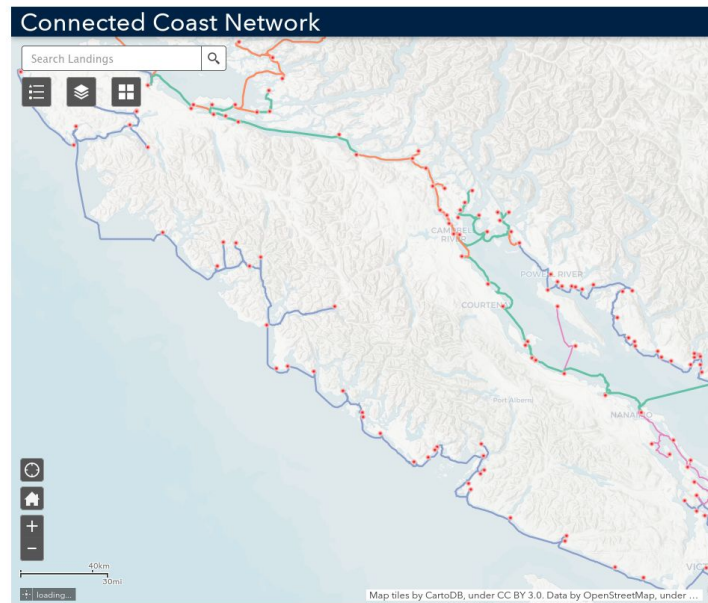 Connected Coast Network
Search Landings
CAMPBELL
RIVER
POWELL RIVER
COURTENAY
Port Alberni
NANAIMO
VIC
40km
30mi
loading...
Map tiles by CartoDB, under CC BY 3.0. Data by OpenStreetMap, under ...